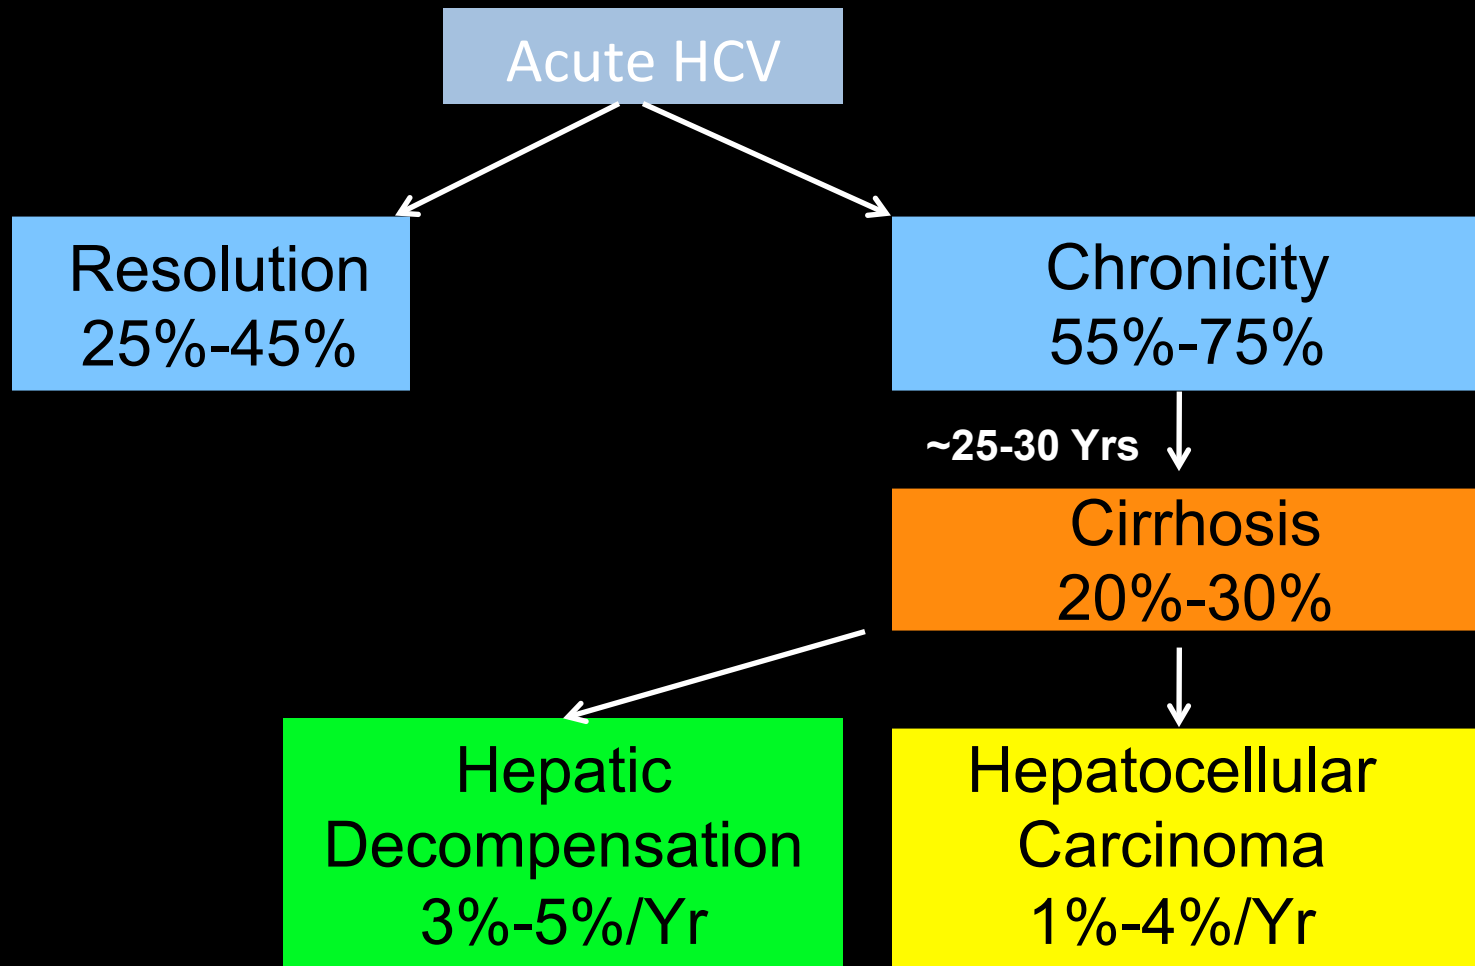 Acute HCV
Resolution
25%-45%
Chronicity
55%-75%
~25-30 Yrs
Cirrhosis
20%-30%
Hepatic
Decompensation
3%-5%/Yr
Hepatocellular
Carcinoma
1%-4%/Yr